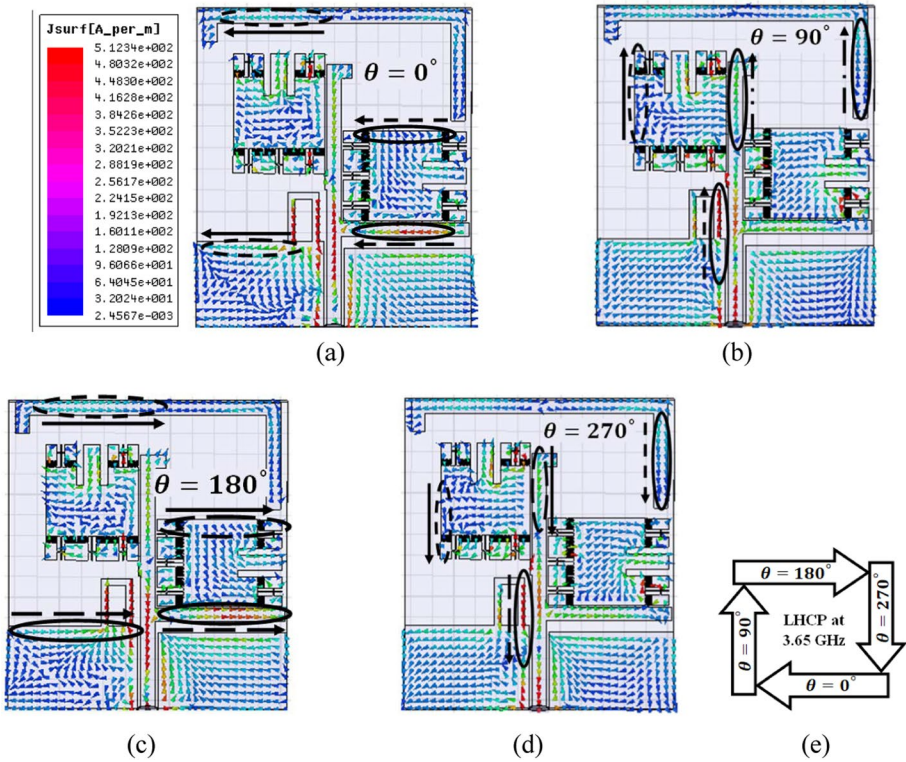 Jsurf[A_per_m]
5.1234e+002
4.8032e+002
4.4830e+002
4.1628e+002
3.8426e+002
3.5223e+002
3.2021e+002
2.8819e+002
2.5617e+002
2.2415e+002
1.9213e+002
1.6011e+002
1.2809e+002
9.6066e+001
6.4045e+001
3.2024e+001
2.4567e-003
θ = 0°
θ = 90°
(a)
(b)
θ = 180°
θ = 270°
θ = 180°
θ = 90°
LHCP at
3.65 GHz
θ = 270°
θ = 0°
(c)
(d)
(e)